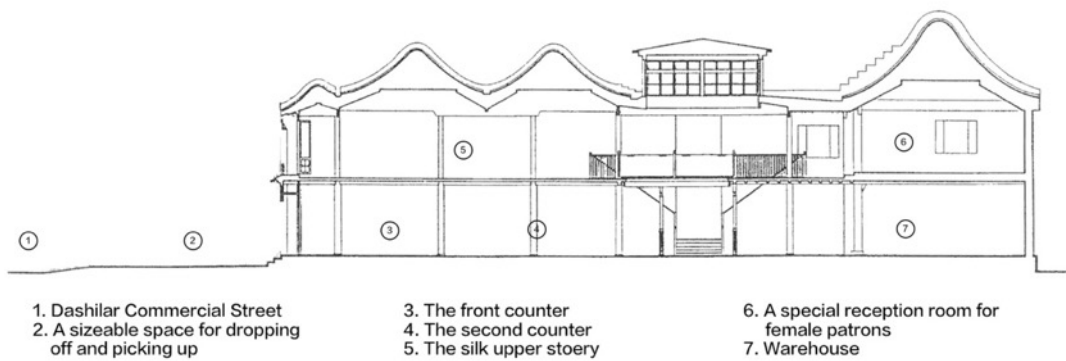 5
6
1
2
3
4
7
1. Dashilar Commercial Street
2. A sizeable space for dropping
off and picking up
3. The front counter
4. The second counter
5. The silk upper stoery
6. A special reception room for
female patrons
7. Warehouse